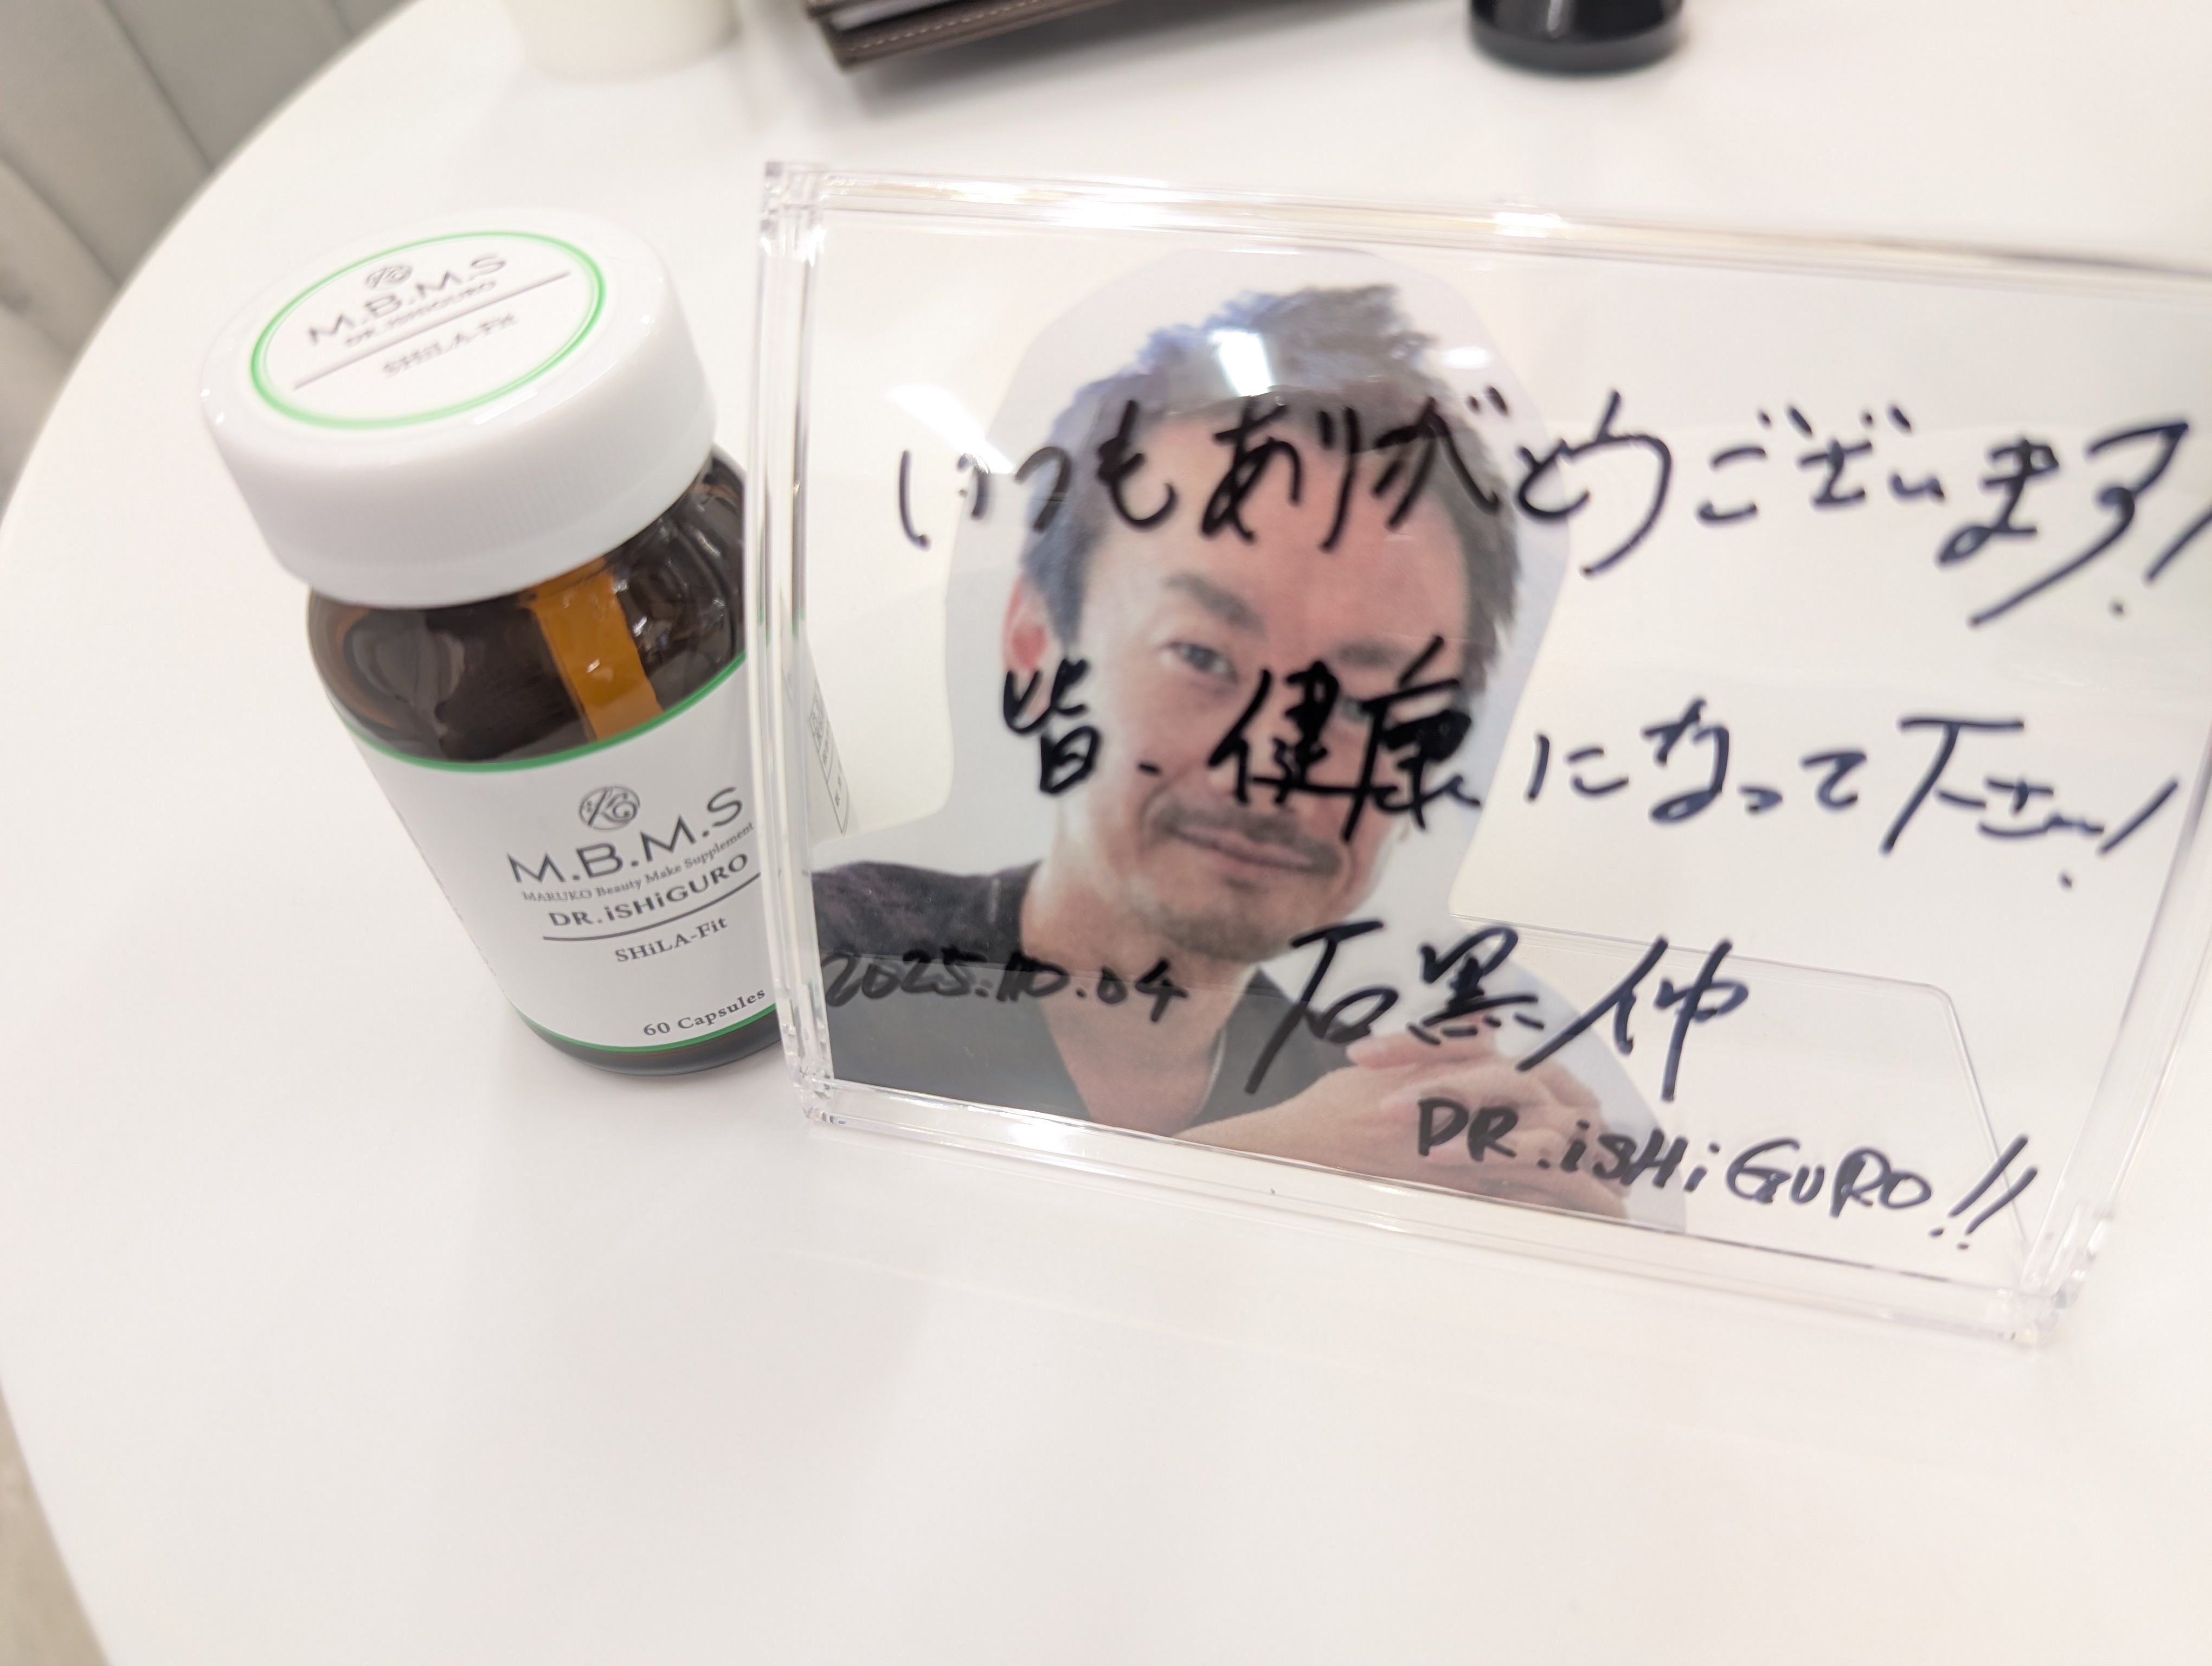 M.B.M.S
DR.iSHiGURO
SHiLA-Fit
M.B.M.S
MARUKO Beauty Make Supplement
DR.iSHiGURO
SHiLA-Fit
60 Capsules
いつもありがとうございます!
皆、健康になって下さい!
2025.10.04 石黒伸
DR.iSHiGURO!!